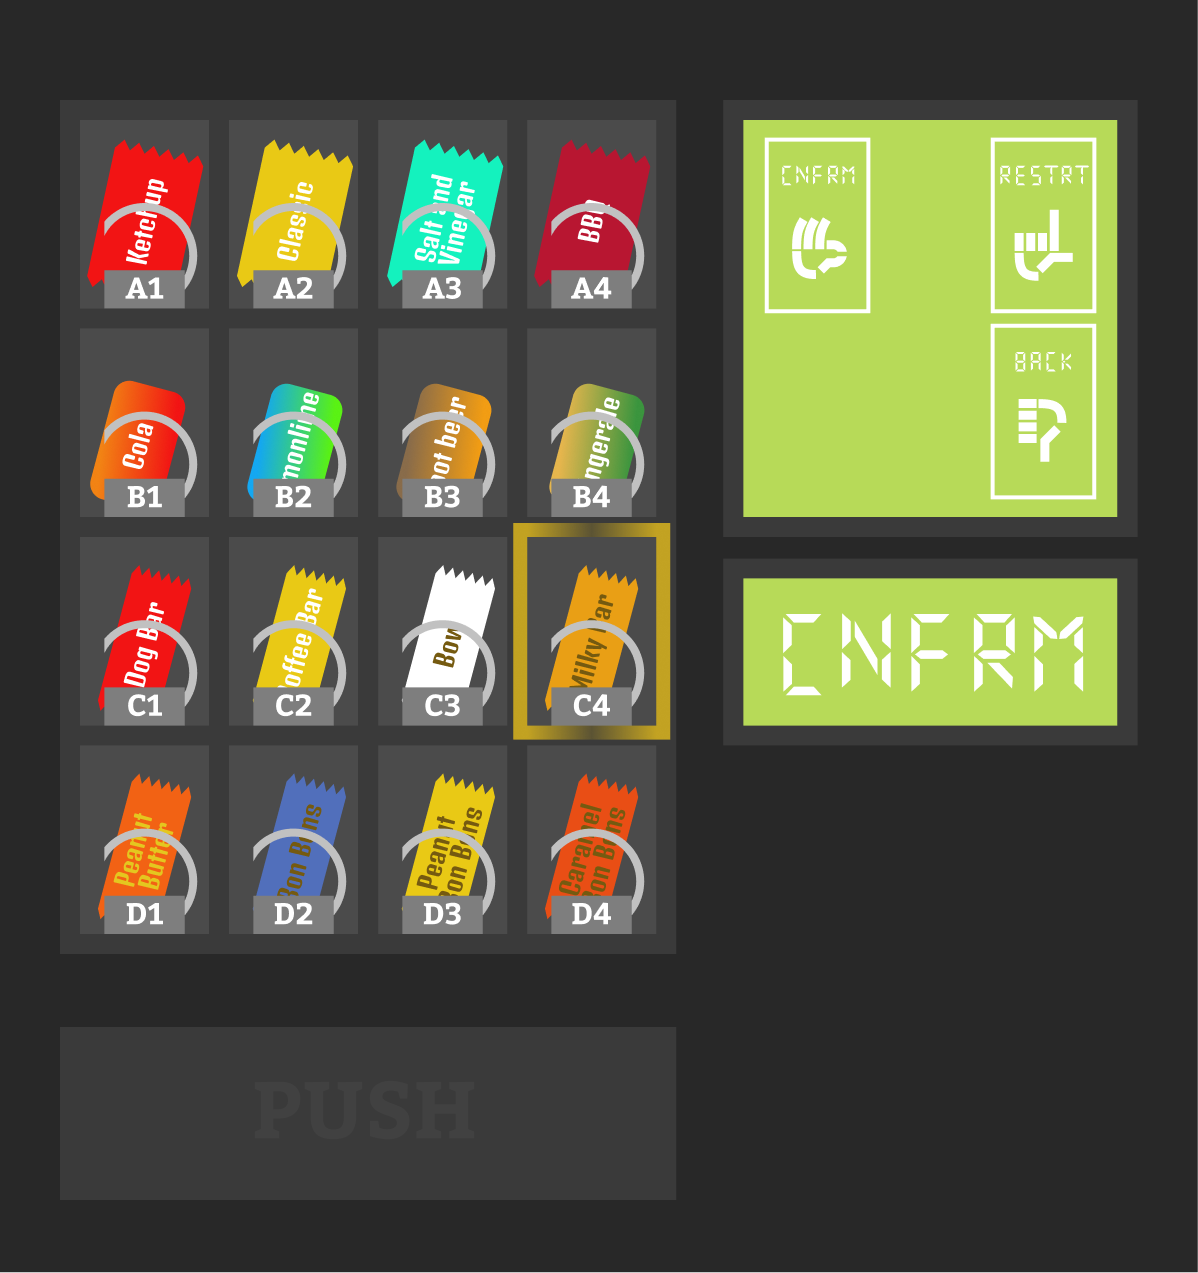 Ketchup
A1
Classic
A2
Salt and
Vinegar
A3
BBQ
A4
Cola
B1
monlime
B2
oot beer
B3
ngerale
B4
Dog Bar
C1
offee Bar
C2
Bow
C3
Milky Bar
C4
Peanut
Butter
D1
Bon Bons
D2
Peanut
Bon Bons
D3
Caramel
Bon Bons
D4
PUSH
CNFRM
RESTRT
BACK
CNFRM